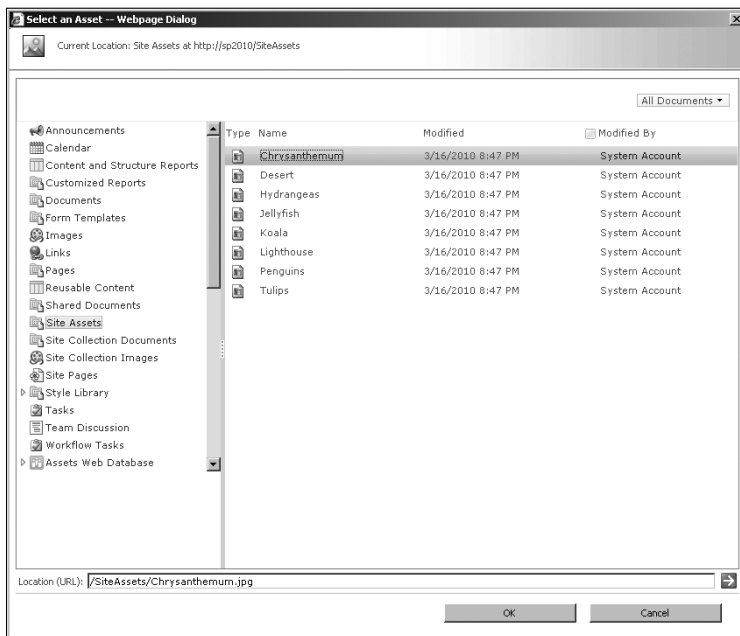 Select an Asset -- Webpage Dialog
Current Location: Site Assets at http://sp2010/SiteAssets
All Documents
Announcements
Calendar
Content and Structure Reports
Customized Reports
Documents
Form Templates
Images
Links
Pages
Reusable Content
Shared Documents
Site Assets
Site Collection Documents
Site Collection Images
Site Pages
Style Library
Tasks
Team Discussion
Workflow Tasks
Assets Web Database
Type Name Modified Modified By
Chrysanthemum 3/16/2010 8:47 PM System Account
Desert 3/16/2010 8:47 PM System Account
Hydrangeas 3/16/2010 8:47 PM System Account
Jellyfish 3/16/2010 8:47 PM System Account
Koala 3/16/2010 8:47 PM System Account
Lighthouse 3/16/2010 8:47 PM System Account
Penguins 3/16/2010 8:47 PM System Account
Tulips 3/16/2010 8:47 PM System Account
Location (URL): /SiteAssets/Chrysanthemum.jpg
OK Cancel